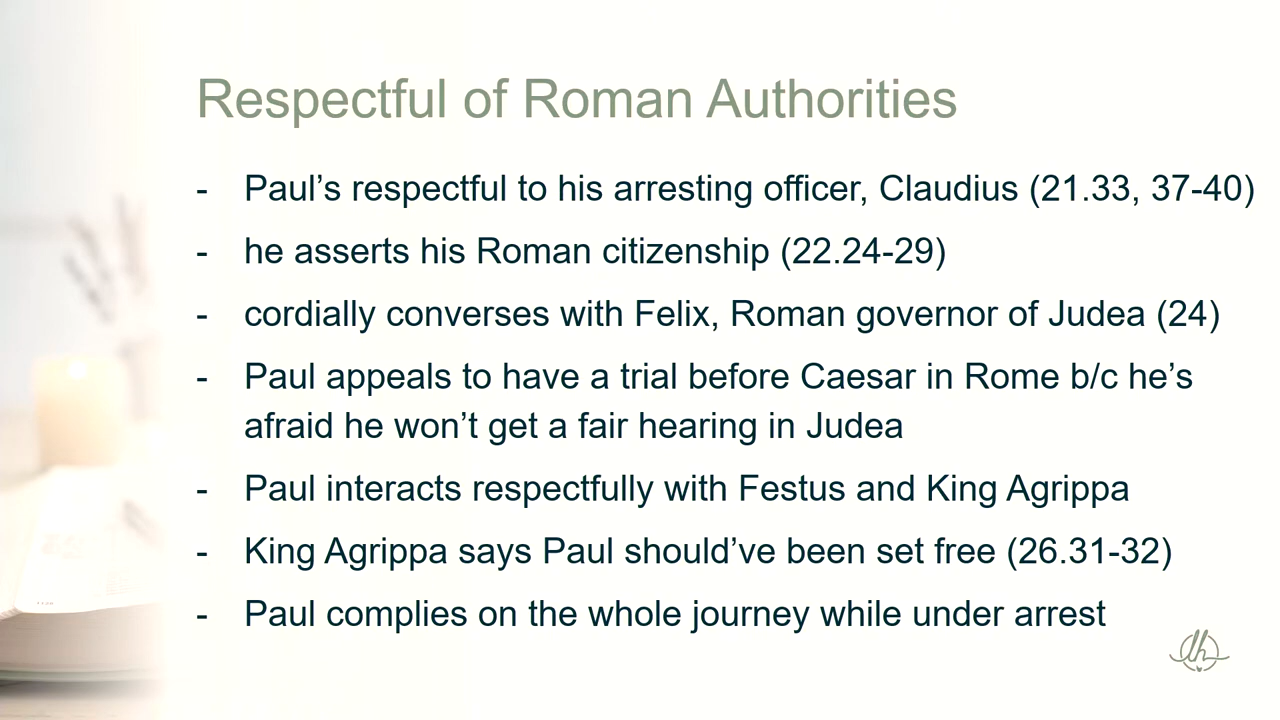 Respectful of Roman Authorities
- Paul’s respectful to his arresting officer, Claudius (21.33, 37-40)
- he asserts his Roman citizenship (22.24-29)
- cordially converses with Felix, Roman governor of Judea (24)
- Paul appeals to have a trial before Caesar in Rome b/c he’s
afraid he won’t get a fair hearing in Judea
- Paul interacts respectfully with Festus and King Agrippa
- King Agrippa says Paul should’ve been set free (26.31-32)
- Paul complies on the whole journey while under arrest
lh